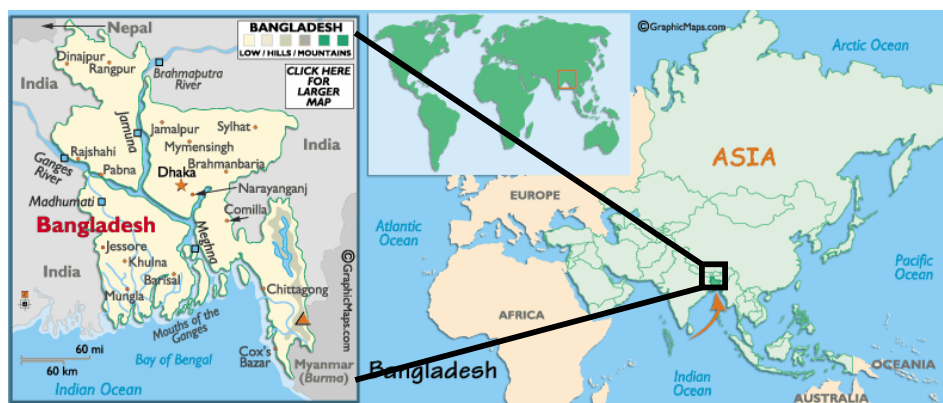 Nepal
BANGLADESH
LOW / HILLS / MOUNTAINS
CLICK HERE
FOR
LARGER
MAP
Dinajpur
Rangpur
India
Brahmaputra
River
Jamuna
Jamalpur
Sylhat
Mymensingh
India
Ganges
River
Rajshahi
Pabna
Brahmanbaria
Dhaka
Narayanganj
Madhumati
Comilla
Bangladesh
Meghna
India
Jessore
Khulna
Barisal
Mungla
Chittagong
Mouths of the
Ganges
©GraphicMaps.com
60 mi
60 km
Bay of Bengal
Cox's
Bazar
Myanmar
(Burma)
Indian Ocean
©GraphicMaps.com
Arctic Ocean
ASIA
EUROPE
Atlantic
Ocean
Pacific
Ocean
AFRICA
Bangladesh
Indian
Ocean
OCEANIA
AUSTRALIA